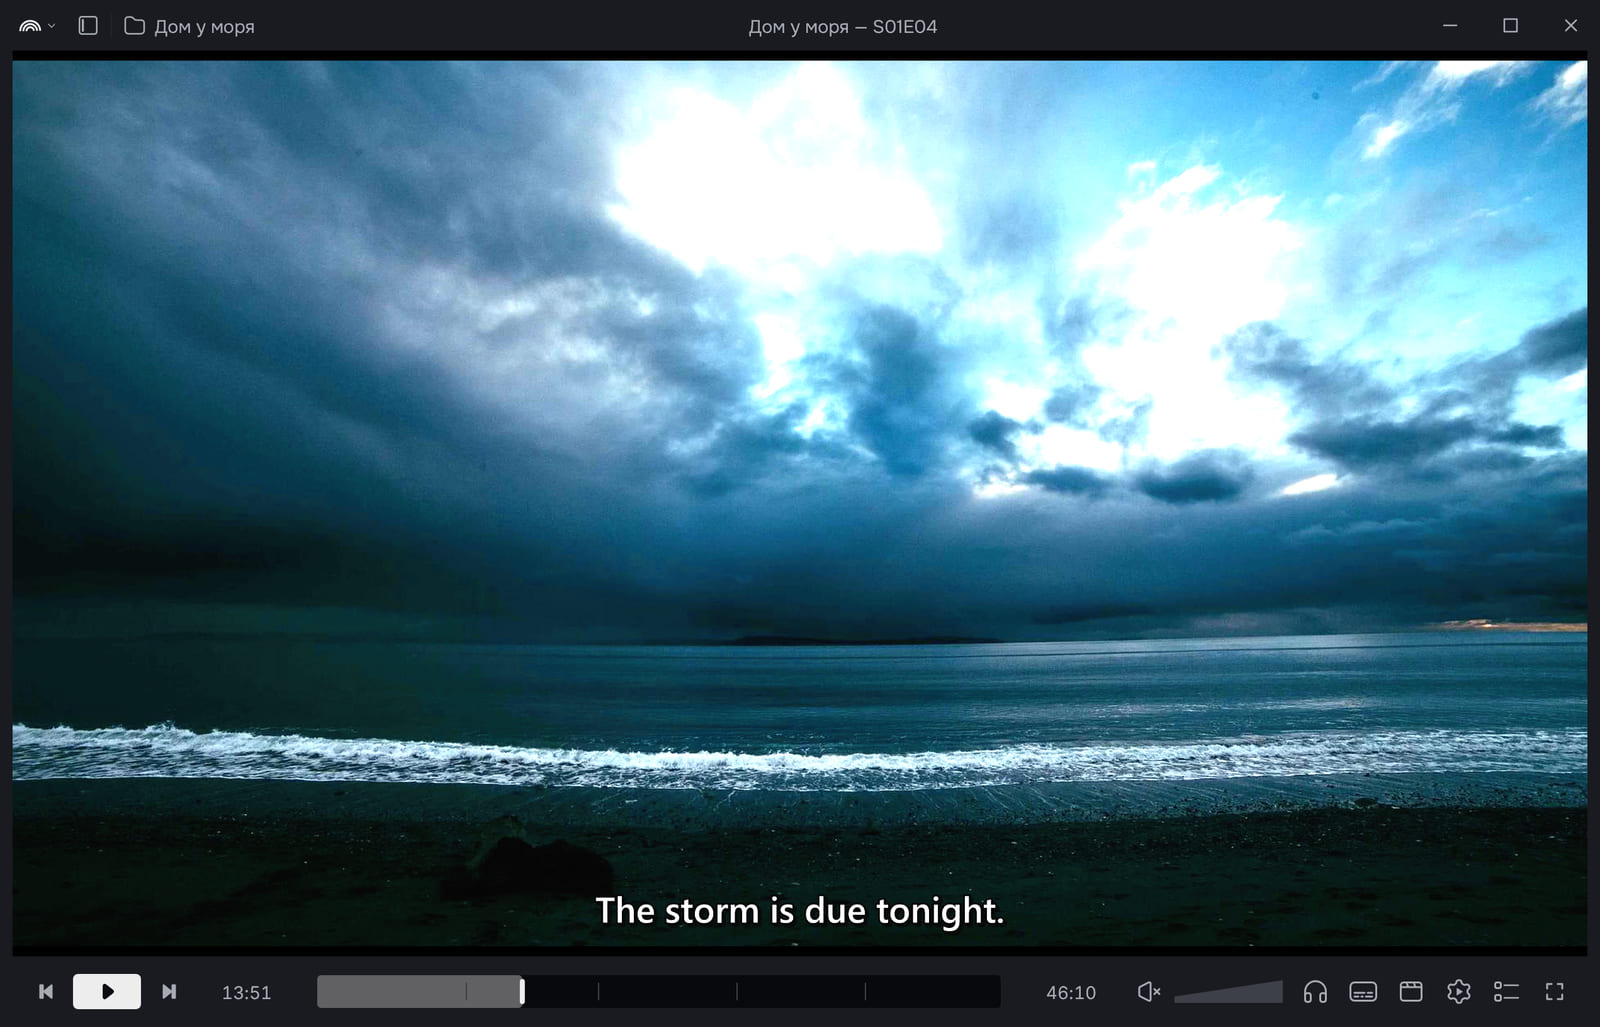 Дом у моря
Дом у моря — S01E04
The storm is due tonight.
13:51
46:10